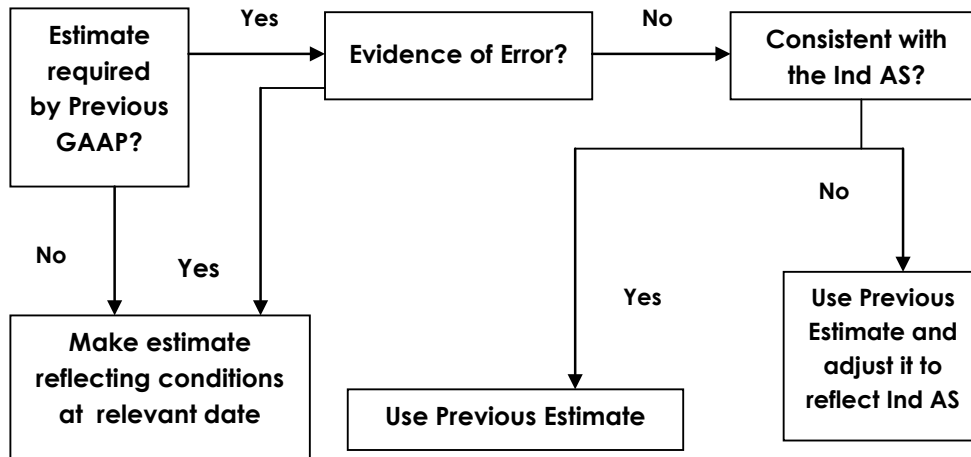 Estimate
required
by Previous
GAAP?
Yes
Evidence of Error?
No
Consistent with
the Ind AS?
No
Yes
Make estimate
reflecting conditions
at relevant date
Yes
Use Previous Estimate
No
Use Previous
Estimate and
adjust it to
reflect Ind AS